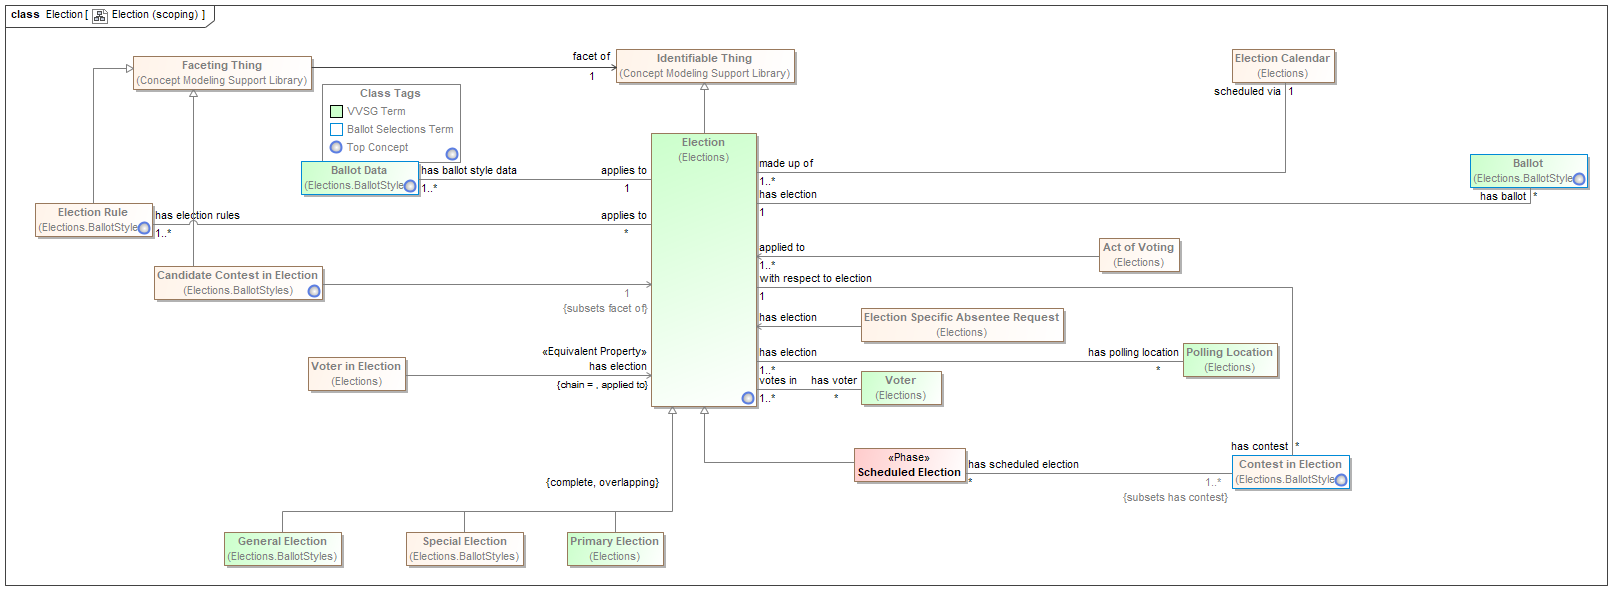 class Election [ Election (scoping) ]
Faceting Thing
(Concept Modeling Support Library)
facet of
1
Identifiable Thing
(Concept Modeling Support Library)
Election Calendar
(Elections)
scheduled via
1
Class Tags
VVSG Term
Ballot Selections Term
Top Concept
Election
(Elections)
Ballot Data
(Elections.BallotStyle
has ballot style data
1..*
applies to
1
made up of
1..*
has election
1
Ballot
(Elections.BallotStyle
has ballot
*
Election Rule
(Elections.BallotStyle
has election rules
1..*
applies to
*
applied to
1..*
Act of Voting
(Elections)
Candidate Contest in Election
(Elections.BallotStyles)
1
{subsets facet of}
with respect to election
1
has election
Election Specific Absentee Request
(Elections)
Voter in Election
(Elections)
«Equivalent Property»
has election
{chain = , applied to}
has election
1..*
has polling location
*
Polling Location
(Elections)
votes in
1..*
has voter
*
Voter
(Elections)
«Phase»
Scheduled Election
has scheduled election
*
has contest
*
Contest in Election
(Elections.BallotStyle
1..*
{subsets has contest}
{complete, overlapping}
General Election
(Elections.BallotStyles)
Special Election
(Elections.BallotStyles)
Primary Election
(Elections)